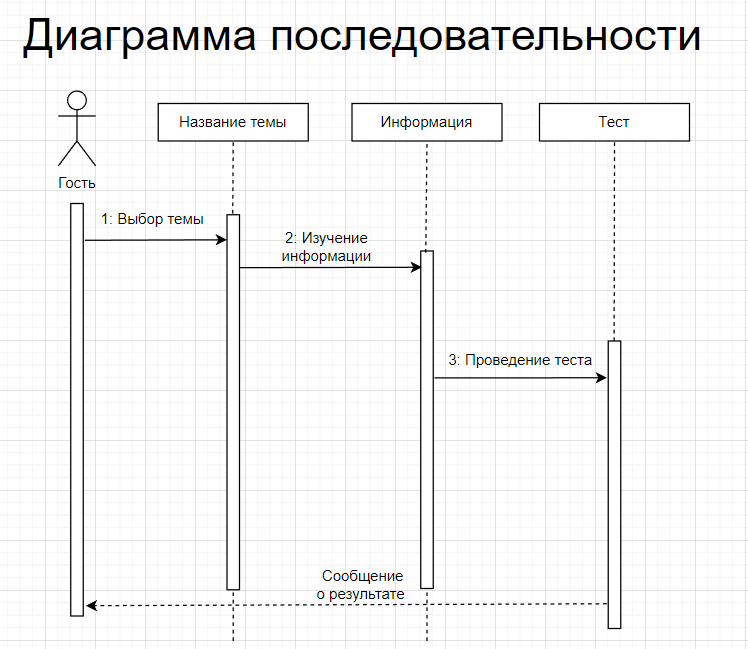 Диаграмма последовательности
Название темы
Информация
Тест
Гость
1: Выбор темы
2: Изучение
информации
3: Проведение теста
Сообщение
о результате